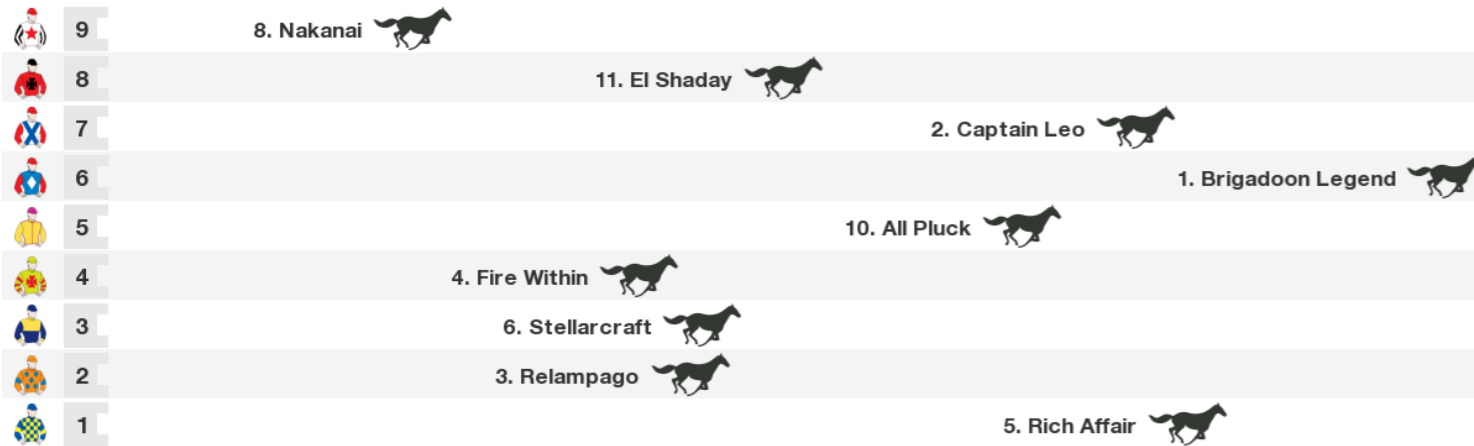 9 8. Nakanai
8 11. El Shaday
7 2. Captain Leo
6 1. Brigadoon Legend
5 10. All Pluck
4 4. Fire Within
3 6. Stellarcraft
2 3. Relampago
1 5. Rich Affair